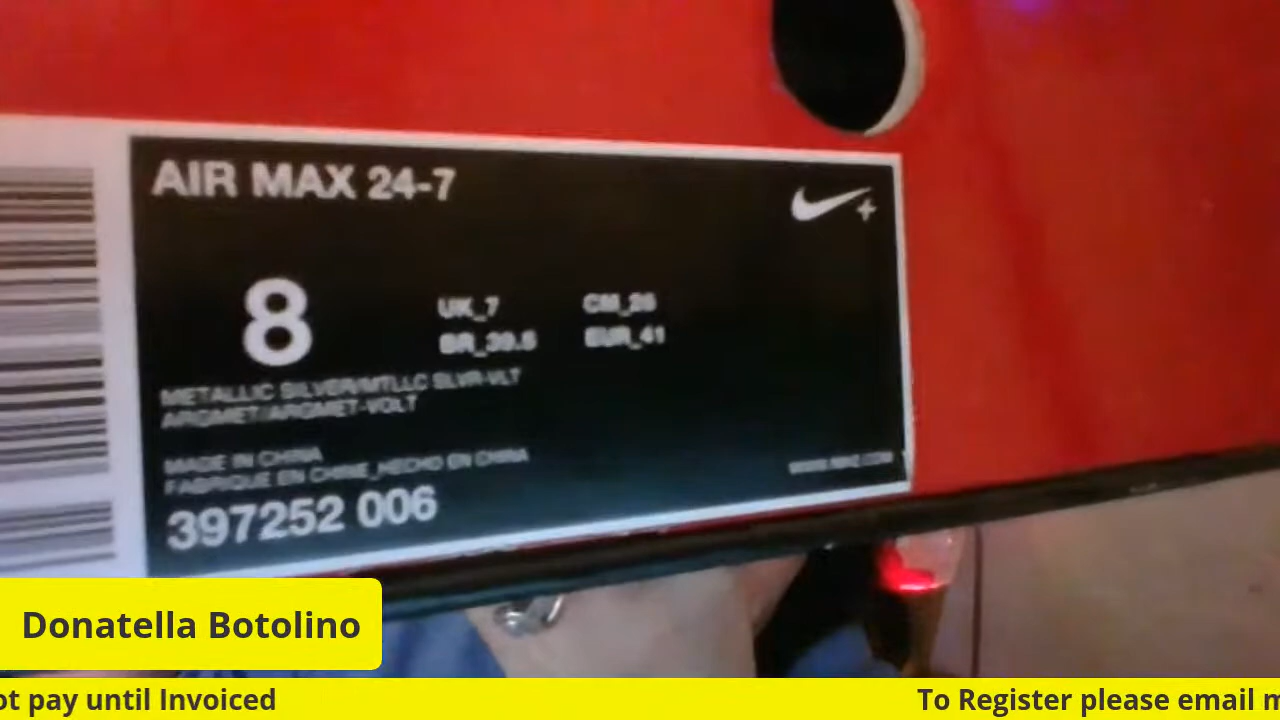 AIR MAX 24-7
8
UK_7 CM_26
BR_39.5 EUR_41
METALLIC SILVER/MTLLC SLVR-VLT
ARGMET/ARGMET-VOLT
MADE IN CHINA
FABRIQUE EN CHINE_HECHO EN CHINA
WWW.NIKE.COM
397252 006
Donatella Botolino
ot pay until Invoiced To Register please email m